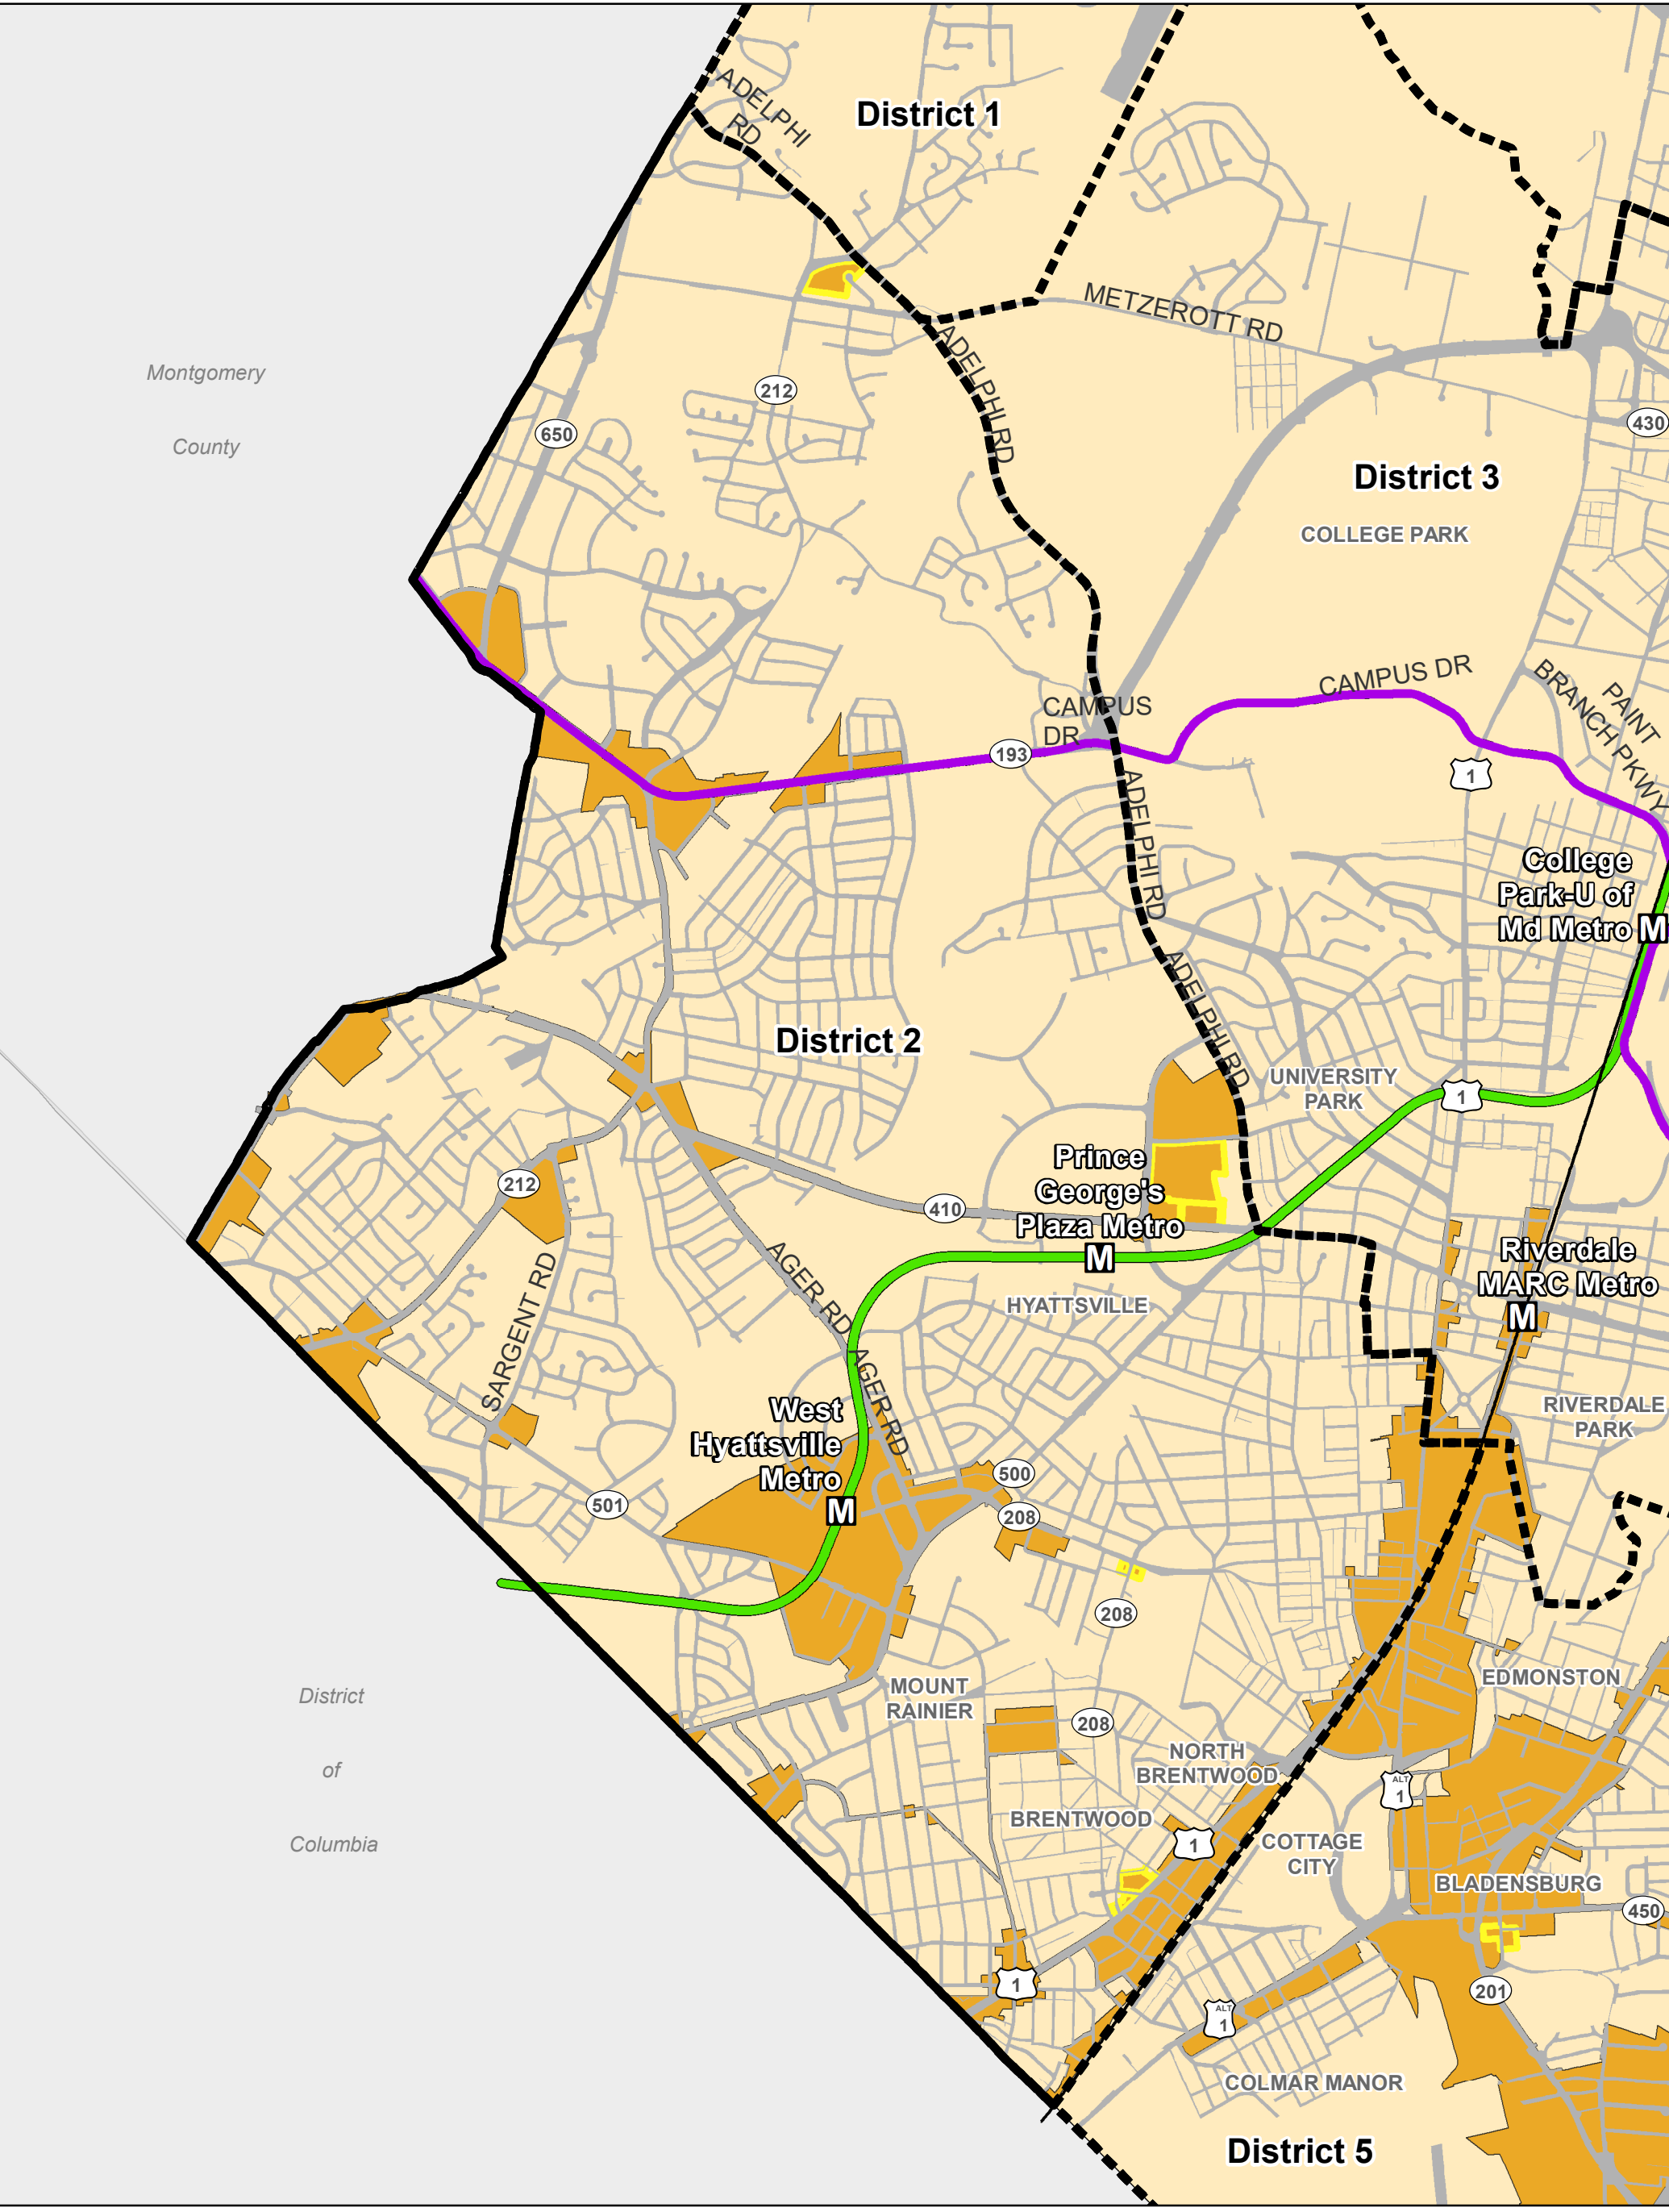 ADELPHI
RD
District 1
METZEROTT RD
ADELPHI RD
Montgomery
County
212
650
430
District 3
COLLEGE PARK
CAMPUS DR
PAINT
BRANCH PKWY
CAMPUS
DR
193
1
ADELPHI RD
College
Park-U of
Md Metro
M
ADELPHI RD
District 2
UNIVERSITY
PARK
1
Prince
George's
Plaza Metro
M
212
410
Riverdale
MARC Metro
M
AGER RD
SARGENT RD
HYATTSVILLE
AGER RD
West
Hyattsville
Metro
M
RIVERDALE
PARK
500
501
208
208
EDMONSTON
MOUNT
RAINIER
District
of
Columbia
208
NORTH
BRENTWOOD
ALT
1
BRENTWOOD
1
COTTAGE
CITY
BLADENSBURG
450
1
201
ALT
1
COLMAR MANOR
District 5